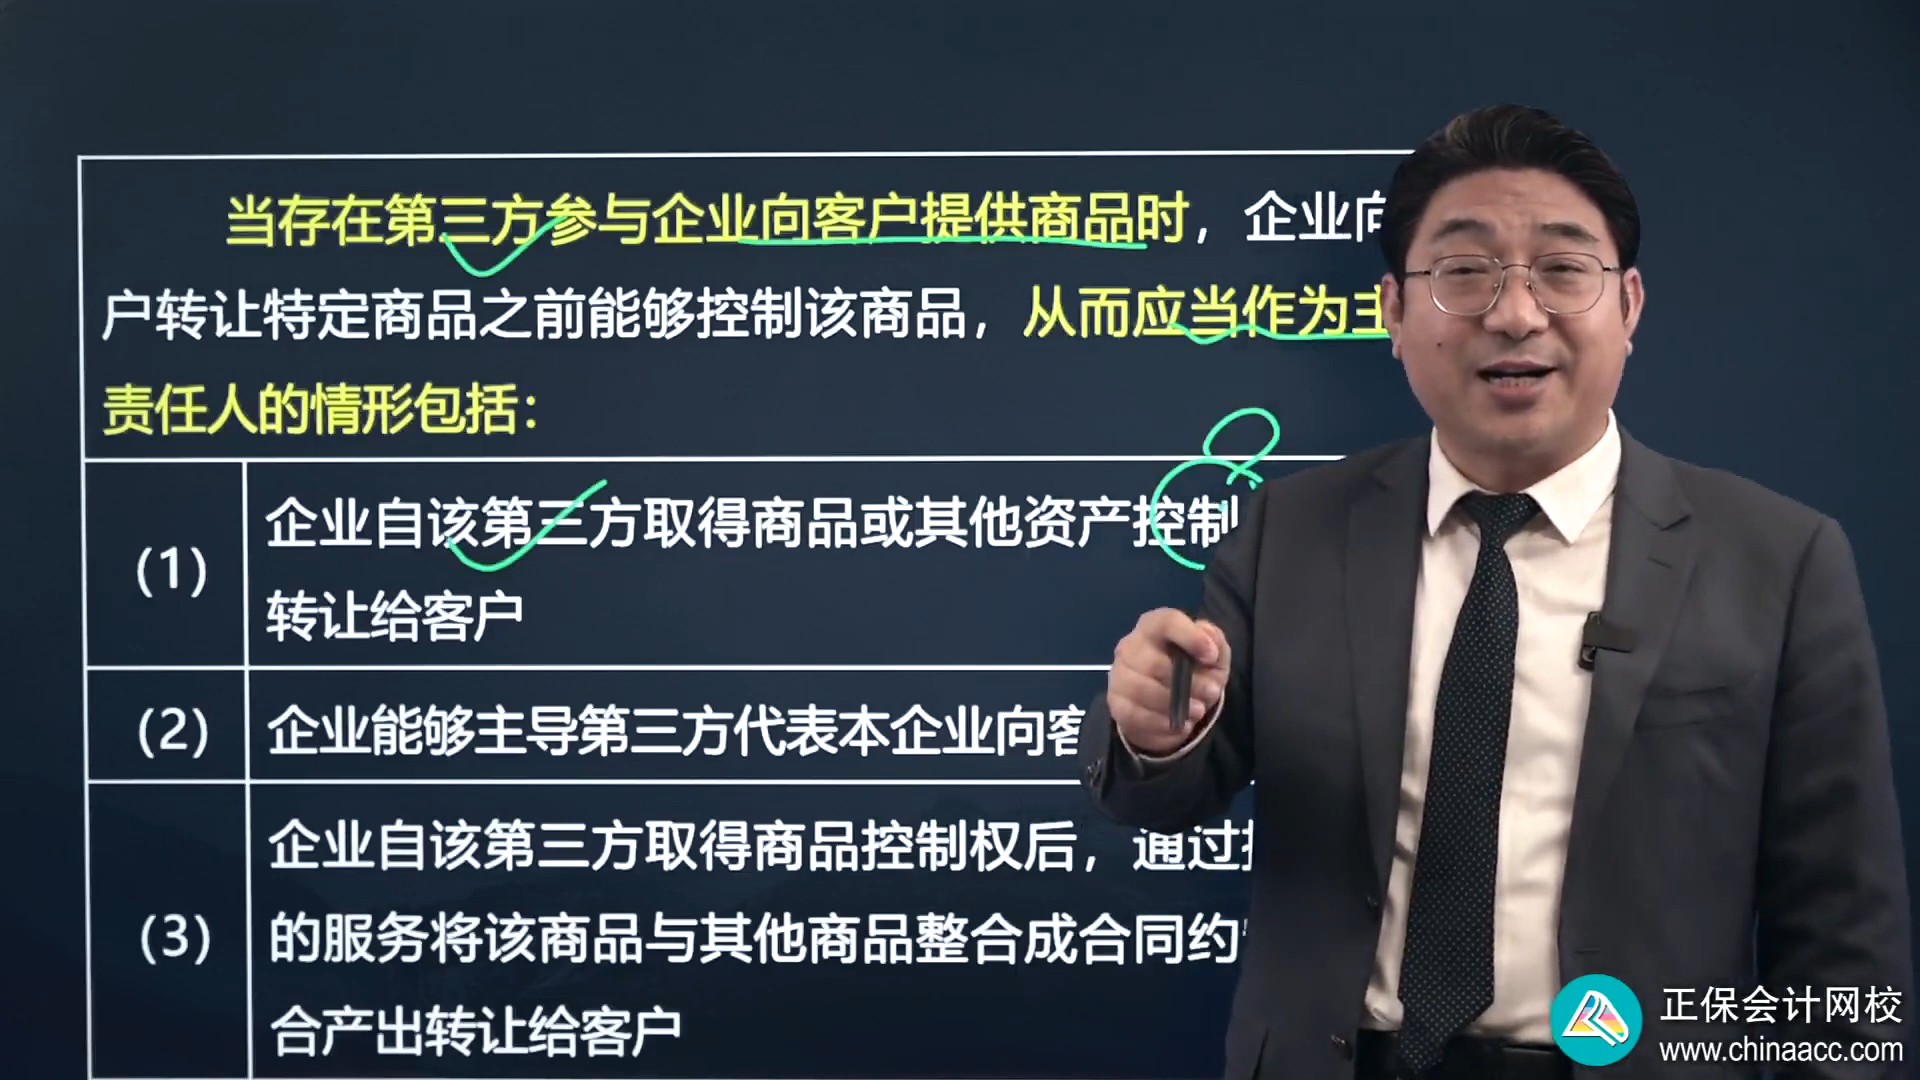 当存在第三方参与企业向客户提供商品时，企业向
户转让特定商品之前能够控制该商品，从而应当作为主
责任人的情形包括：
(1)
企业自该第三方取得商品或其他资产控制
转让给客户
(2)
企业能够主导第三方代表本企业向客
(3)
企业自该第三方取得商品控制权后，通过
的服务将该商品与其他商品整合成合同约
合产出转让给客户
正保会计网校
www.chinaacc.com